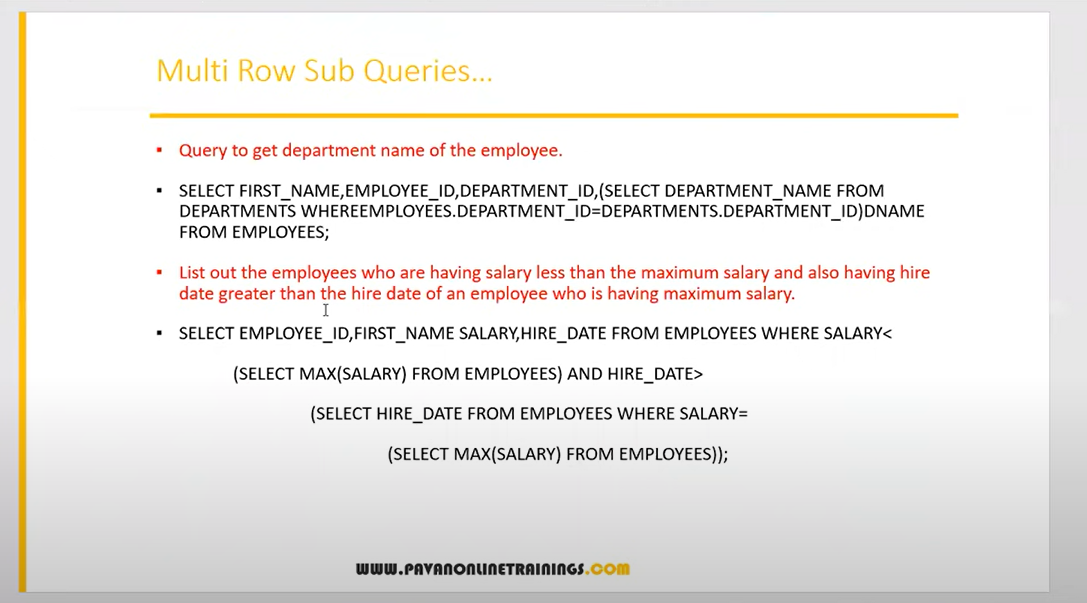 Multi Row Sub Queries...
▪ Query to get department name of the employee.
▪ SELECT FIRST_NAME,EMPLOYEE_ID,DEPARTMENT_ID,(SELECT DEPARTMENT_NAME FROM
DEPARTMENTS WHEREEMPLOYEES.DEPARTMENT_ID=DEPARTMENTS.DEPARTMENT_ID)DNAME
FROM EMPLOYEES;
▪ List out the employees who are having salary less than the maximum salary and also having hire
date greater than the hire date of an employee who is having maximum salary.
▪ SELECT EMPLOYEE_ID,FIRST_NAME SALARY,HIRE_DATE FROM EMPLOYEES WHERE SALARY<
(SELECT MAX(SALARY) FROM EMPLOYEES) AND HIRE_DATE>
(SELECT HIRE_DATE FROM EMPLOYEES WHERE SALARY=
(SELECT MAX(SALARY) FROM EMPLOYEES));
WWW.PAVANONLINETRAININGS.COM